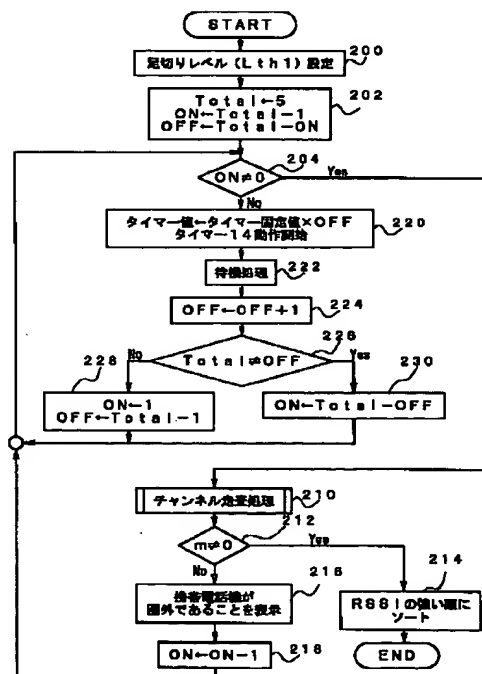 START
足切りレベル(Lth1)設定
200
Total←5
ON←Total-1
OFF←Total-ON
202
204
ON≠0
Yes
No
タイマー値←タイマー固定値×OFF
タイマー14動作開始
220
待機処理
222
OFF←OFF+1
224
226
Total≠OFF
No
Yes
228
230
ON←1
OFF←Total-1
ON←Total-OFF
チャンネル走査処理
210
212
m≠0
Yes
No
216
携帯電話機が
圏外であることを表示
214
RSSIの強い順に
ソート
ON←ON-1
218
END